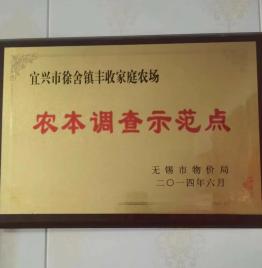 宜兴市徐舍镇丰收家庭农场
农本调查示范点
无锡市物价局
二〇一四年六月